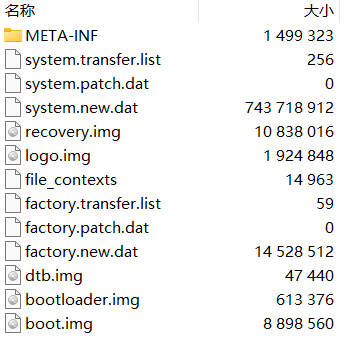 名称 大小
META-INF 1 499 323
system.transfer.list 256
system.patch.dat 0
system.new.dat 743 718 912
recovery.img 10 838 016
logo.img 1 924 848
file_contexts 14 963
factory.transfer.list 59
factory.patch.dat 0
factory.new.dat 14 528 512
dtb.img 47 440
bootloader.img 613 376
boot.img 8 898 560